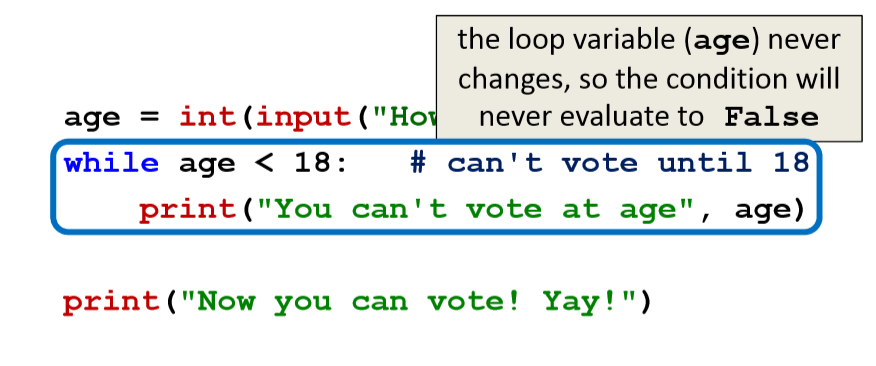 the loop variable (age) never
changes, so the condition will
never evaluate to False
age = int(input("How
while age < 18:   # can't vote until 18
    print("You can't vote at age", age)
print("Now you can vote! Yay!")